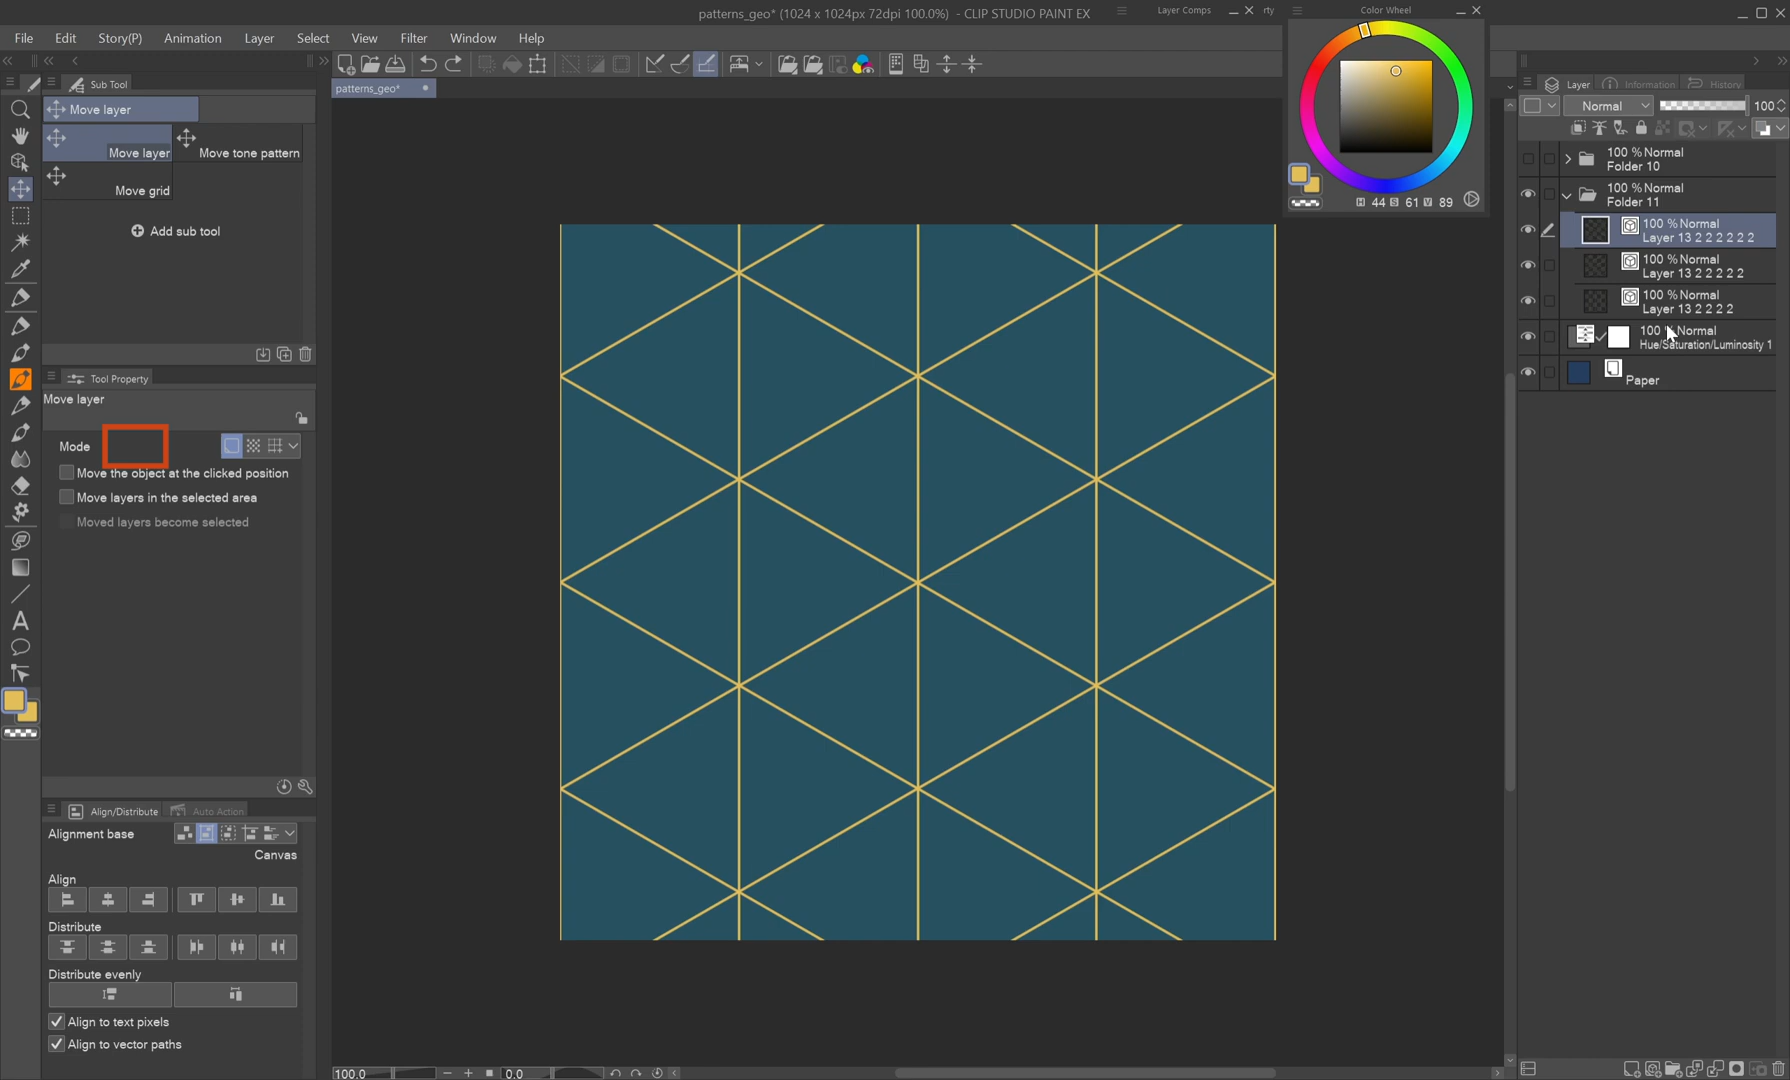 patterns_geo* (1024 x 1024px 72dpi 100.0%) - CLIP STUDIO PAINT EX
Layer Comps
rty
Color Wheel
File Edit Story(P) Animation Layer Select View Filter Window Help
Sub Tool
patterns_geo*
Move layer
Move layer
Move tone pattern
Move grid
Add sub tool
Tool Property
Move layer
Mode
Move the object at the clicked position
Move layers in the selected area
Moved layers become selected
Align/Distribute
Auto Action
Alignment base
Canvas
Align
Distribute
Distribute evenly
Align to text pixels
Align to vector paths
100.0
0.0
H 44 S 61 V 89
Layer
Information
History
Normal
100
100 % Normal
Folder 10
100 % Normal
Folder 11
100 % Normal
Layer 13 2 2 2 2 2 2
100 % Normal
Layer 13 2 2 2 2 2
100 % Normal
Layer 13 2 2 2 2
100 % Normal
Hue/Saturation/Luminosity 1
Paper